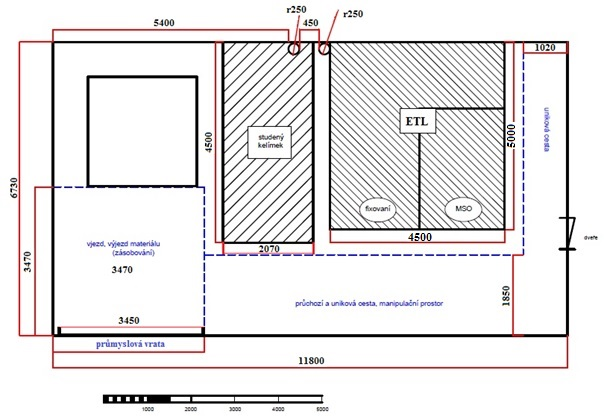 5400
r250
450
r250
1020
4500
studený
kelímek
ETL
5000
úniková cesta
6730
fixovaní
MSO
4500
2070
vjezd, výjezd materiálu
(zásobování)
3470
3470
dveře
průchozí a uniková cesta, manipulační prostor
1850
3450
průmyslová vrata
11800
1000
2000
3000
4000
5000